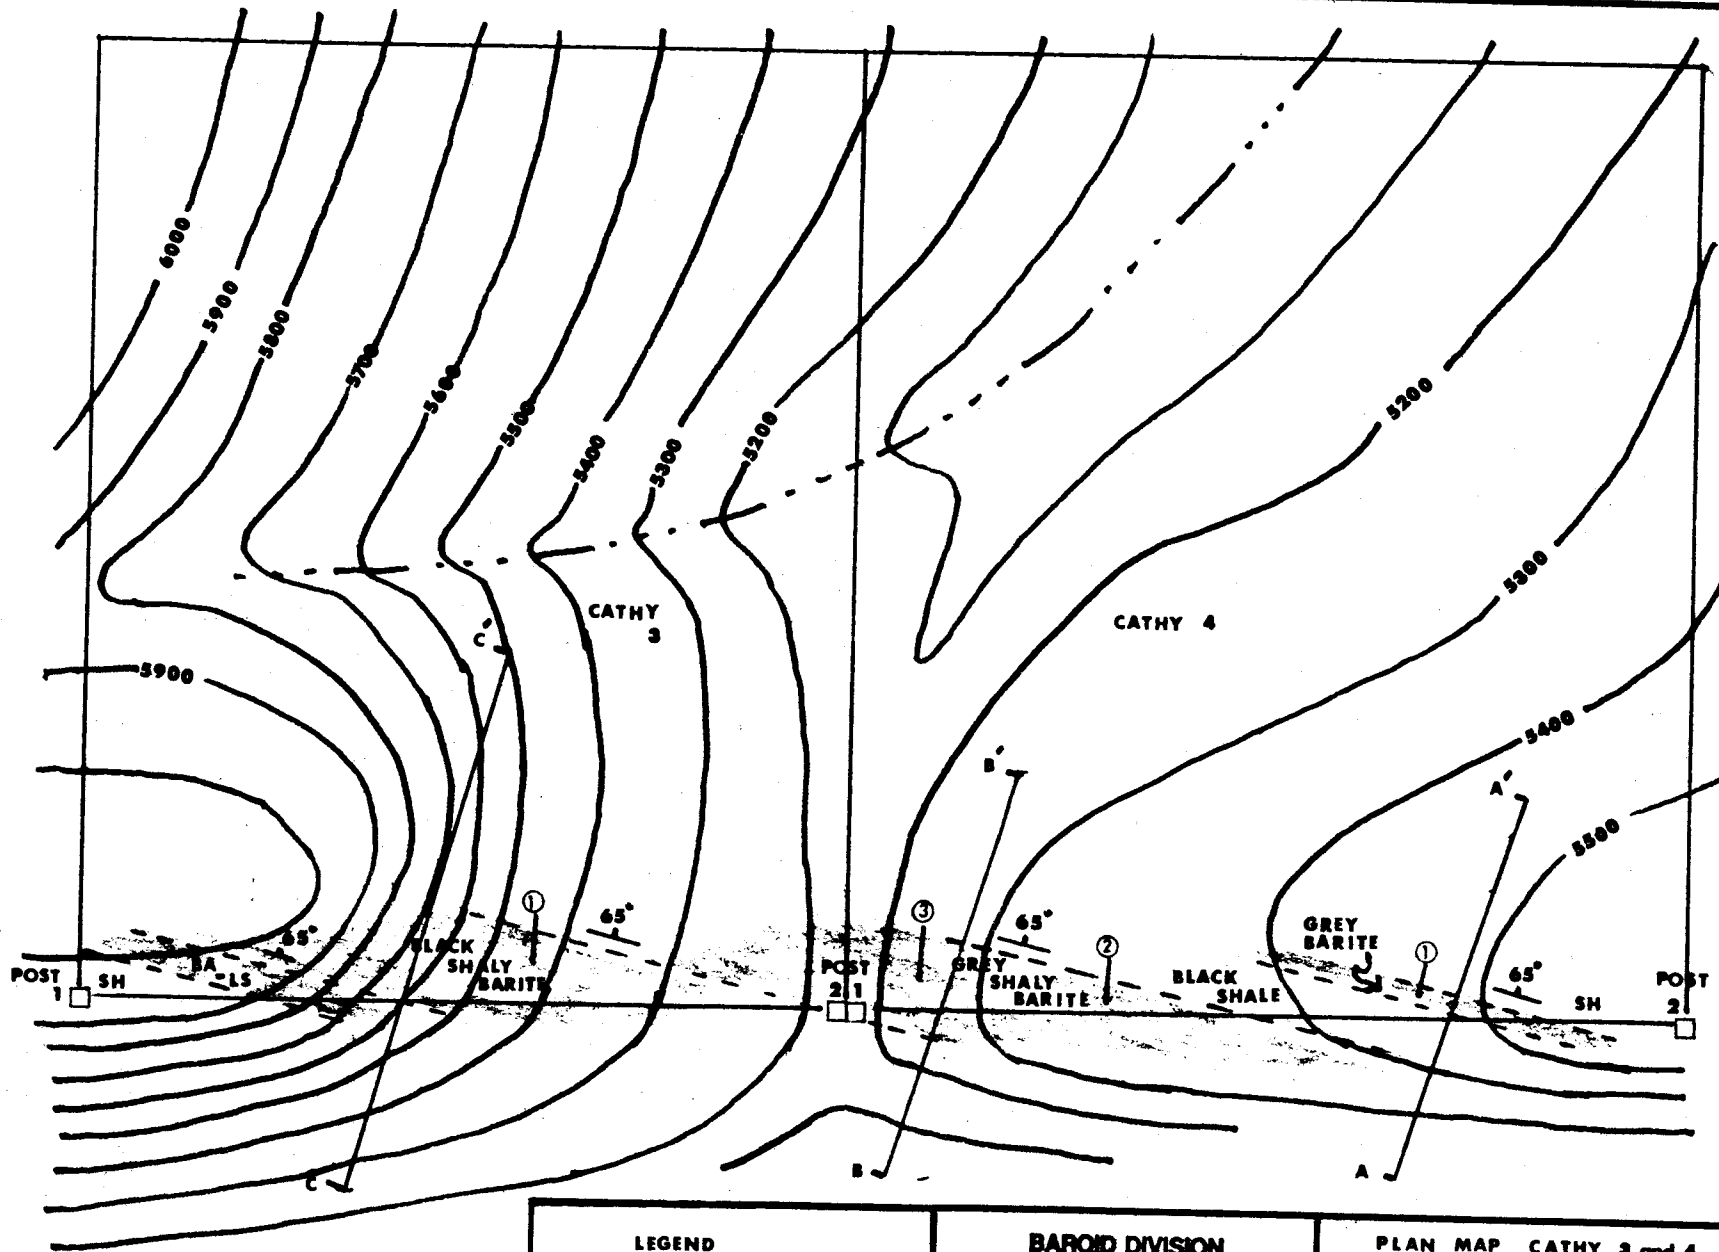 6000
5900
5800
5700
5600
5500
5400
5300
5200
5200
5300
5400
5500
5900
CATHY
3
CATHY 4
C'
B'
A'
1
65°
3
65°
2
GREY
BARITE
1
65°
65°
BLACK
SHALY
BARITE
BA
LS
POST
1
SH
POST
2 1
GREY
SHALY
BARITE
BLACK
SHALE
SH
POST
2
C
B
A
LEGEND
BAROID DIVISION
PLAN MAP CATHY 3 and 4